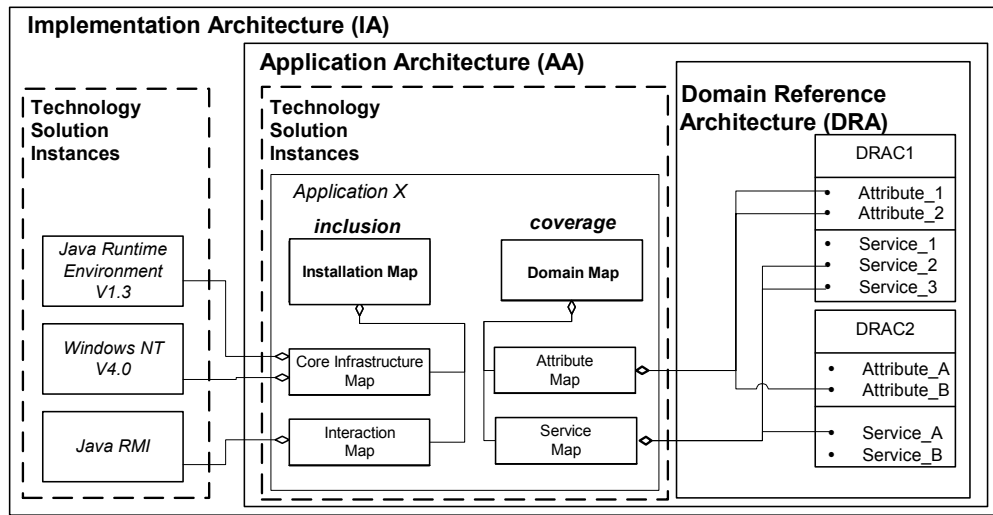 Implementation Architecture (IA)
Technology
Solution
Instances
Java Runtime
Environment
V1.3
Windows NT
V4.0
Java RMI
Application Architecture (AA)
Technology
Solution
Instances
Application X
inclusion
Installation Map
Core Infrastructure
Map
Interaction
Map
coverage
Domain Map
Attribute
Map
Service
Map
Domain Reference
Architecture (DRA)
DRAC1
• Attribute_1
• Attribute_2
• Service_1
• Service_2
• Service_3
DRAC2
• Attribute_A
• Attribute_B
• Service_A
• Service_B